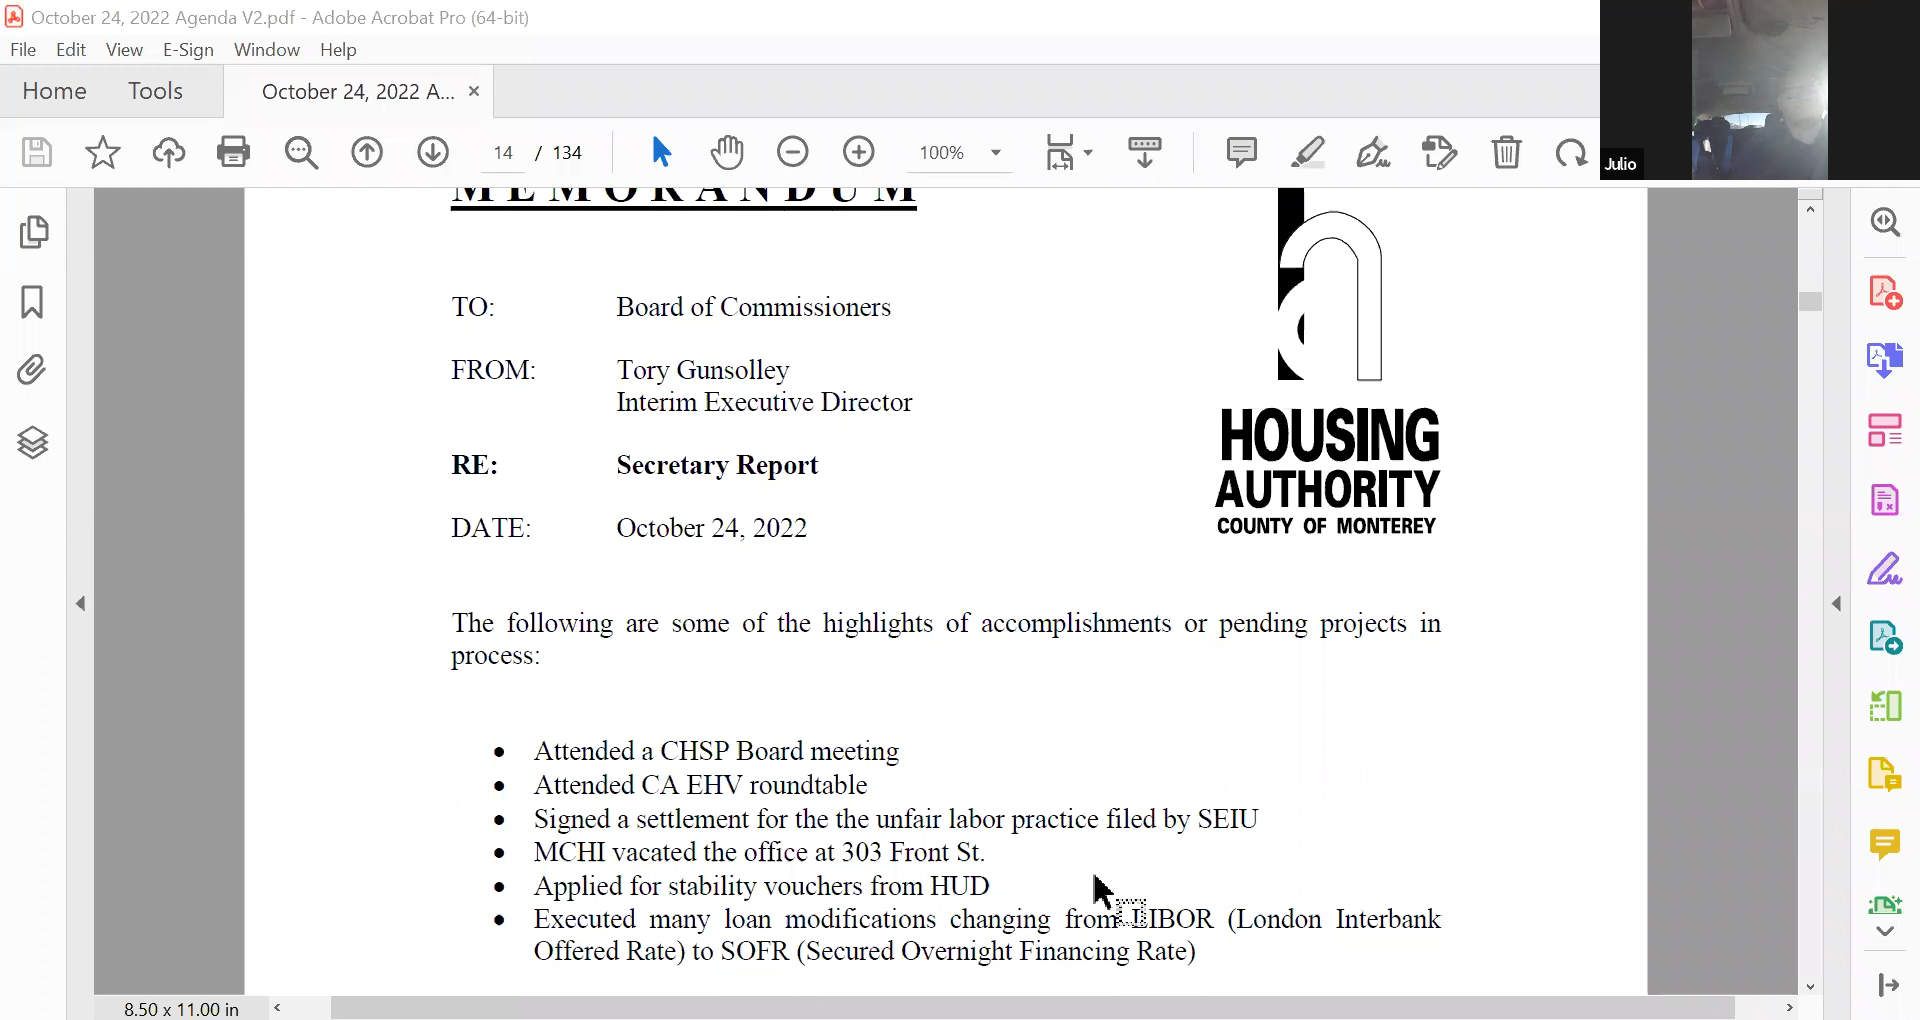 October 24, 2022 Agenda V2.pdf - Adobe Acrobat Pro (64-bit)
File Edit View E-Sign Window Help
Home Tools October 24, 2022 A... ×
14 / 134 100%
Julio
MEMORANDUM
TO: Board of Commissioners
FROM: Tory Gunsolley
Interim Executive Director
RE: Secretary Report
DATE: October 24, 2022
HOUSING
AUTHORITY
COUNTY OF MONTEREY
The following are some of the highlights of accomplishments or pending projects in
process:
• Attended a CHSP Board meeting
• Attended CA EHV roundtable
• Signed a settlement for the the unfair labor practice filed by SEIU
• MCHI vacated the office at 303 Front St.
• Applied for stability vouchers from HUD
• Executed many loan modifications changing from LIBOR (London Interbank
Offered Rate) to SOFR (Secured Overnight Financing Rate)
8.50 x 11.00 in